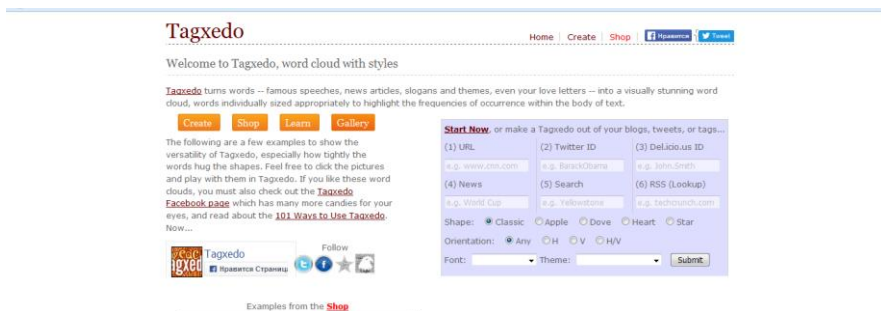 Tagxedo
Home | Create | Shop | Нравится Tweet
Welcome to Tagxedo, word cloud with styles
Tagxedo turns words -- famous speeches, news articles, slogans and themes, even your love letters -- into a visually stunning word
cloud, words individually sized appropriately to highlight the frequencies of occurrence within the body of text.
Create Shop Learn Gallery
The following are a few examples to show the
versatility of Tagxedo, especially how tightly the
words hug the shapes. Feel free to click the pictures
and play with them in Tagxedo. If you like these word
clouds, you must also check out the Tagxedo
Facebook page which has many more candies for your
eyes, and read about the 101 Ways to Use Tagxedo.
Now...
Tagxedo
Нравится Страниц
Follow
Examples from the Shop
Start Now, or make a Tagxedo out of your blogs, tweets, or tags...
(1) URL (2) Twitter ID (3) Del.icio.us ID
e.g. www.cnn.com e.g. BarackObama e.g. John.Smith
(4) News (5) Search (6) RSS (Lookup)
e.g. World Cup e.g. Yellowstone e.g. techcrunch.com
Shape: Classic Apple Dove Heart Star
Orientation: Any H V H/V
Font: Theme: Submit